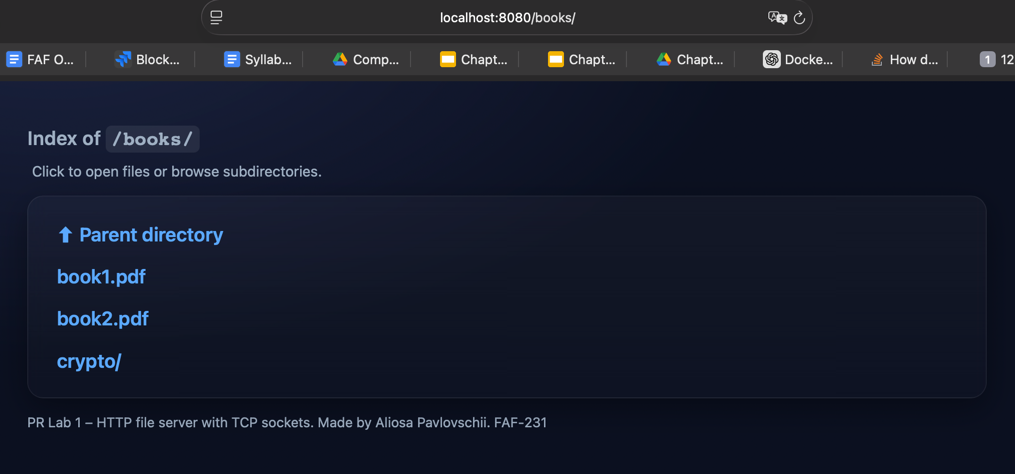 localhost:8080/books/
FAF O...
Block...
Syllab...
Comp...
Chapt...
Chapt...
Chapt...
Docke...
How d...
1 12
Index of /books/
Click to open files or browse subdirectories.
⬆ Parent directory
book1.pdf
book2.pdf
crypto/
PR Lab 1 – HTTP file server with TCP sockets. Made by Aliosa Pavlovschii. FAF-231